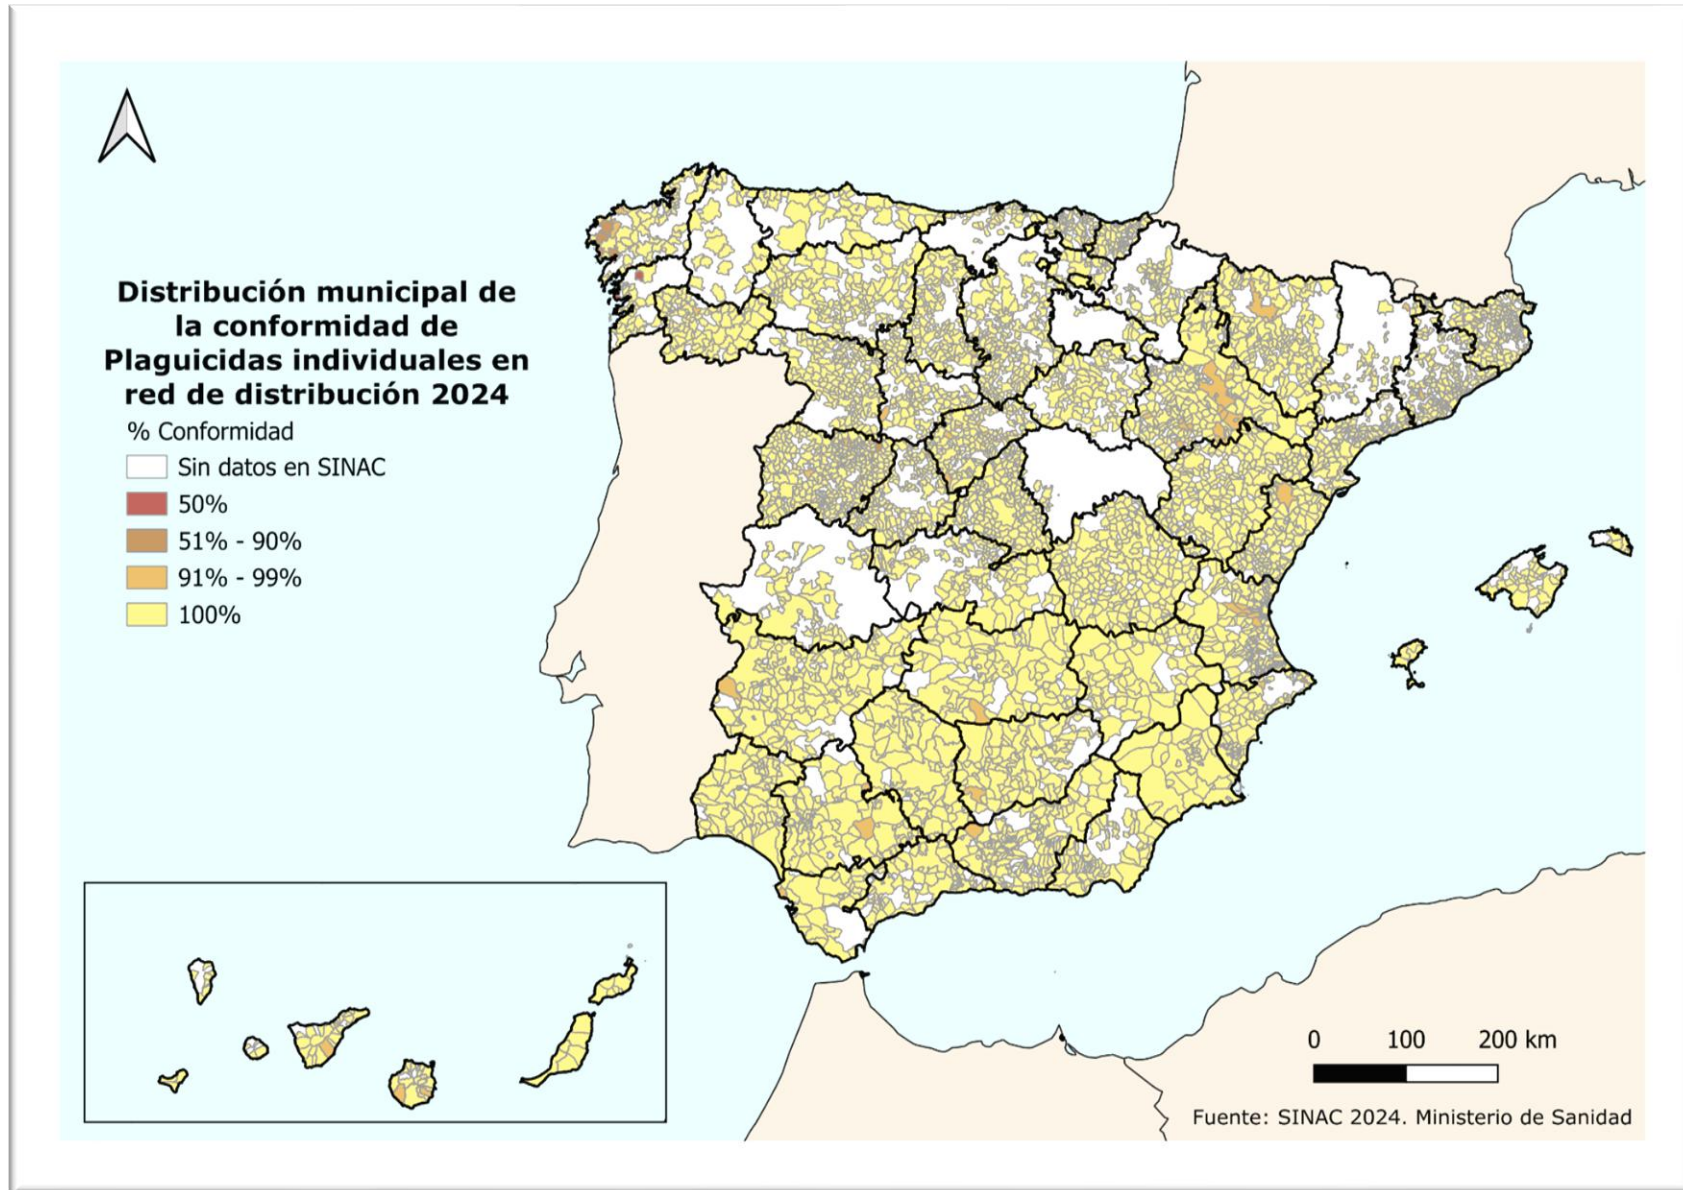 Distribución municipal de
la conformidad de
Plaguicidas individuales en
red de distribución 2024
% Conformidad
Sin datos en SINAC
50%
51% - 90%
91% - 99%
100%
0 100 200 km
Fuente: SINAC 2024. Ministerio de Sanidad